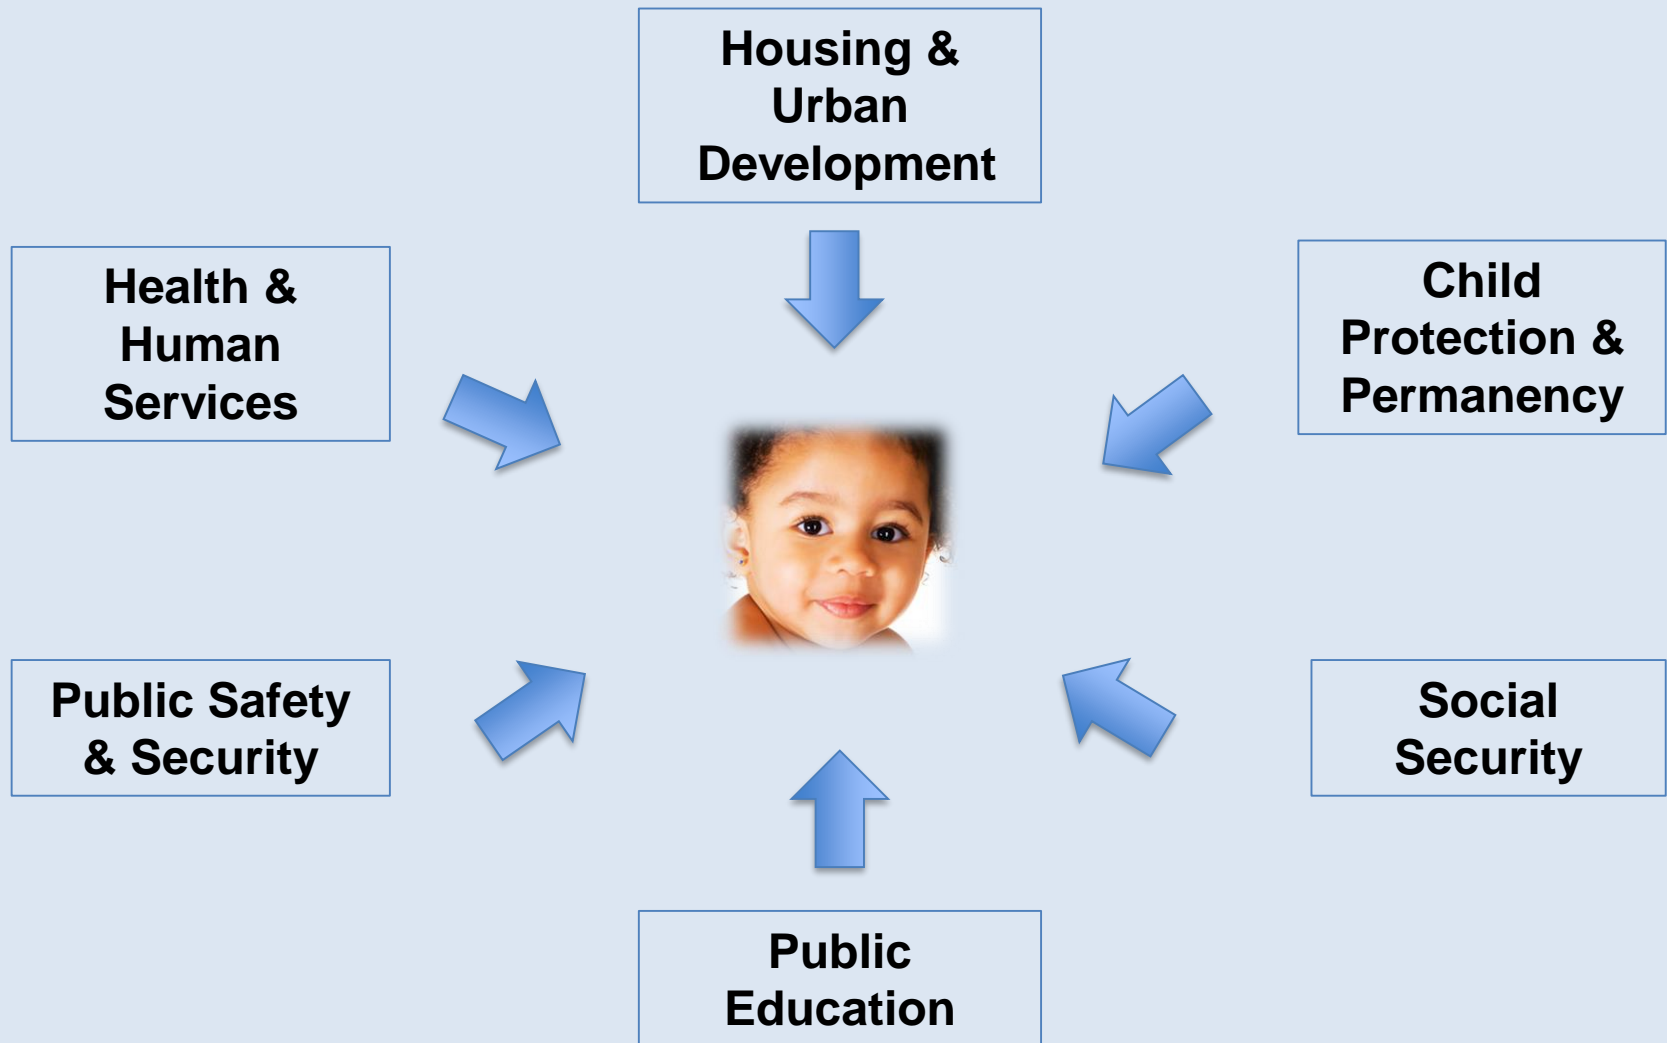 Housing &
Urban
Development
Health &
Human
Services
Child
Protection &
Permanency
Public Safety
& Security
Social
Security
Public
Education